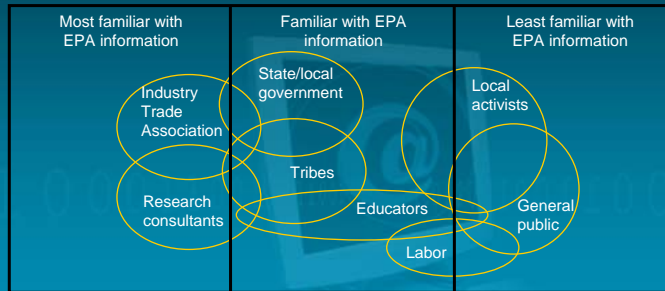 Most familiar with
EPA information
Familiar with EPA
information
Least familiar with
EPA information
Industry
Trade
Association
Research
consultants
State/local
government
Tribes
Educators
Labor
Local
activists
General
public
@